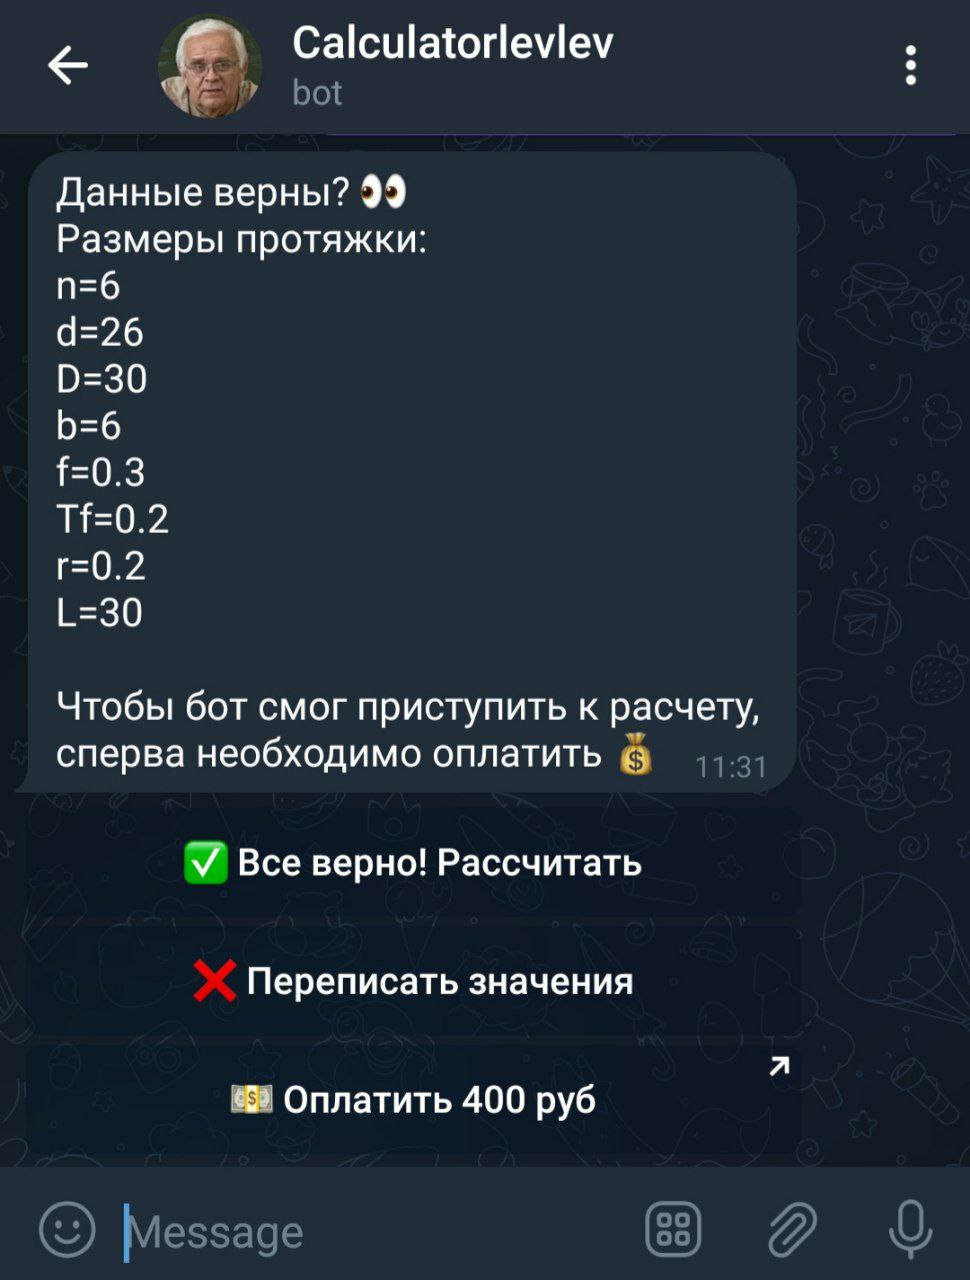 Calculatorlevlev
bot
Данные верны? 👀
Размеры протяжки:
n=6
d=26
D=30
b=6
f=0.3
Tf=0.2
r=0.2
L=30
Чтобы бот смог приступить к расчету,
сперва необходимо оплатить 💰 11:31
✅ Все верно! Рассчитать
❌ Переписать значения
💵 Оплатить 400 руб
Message